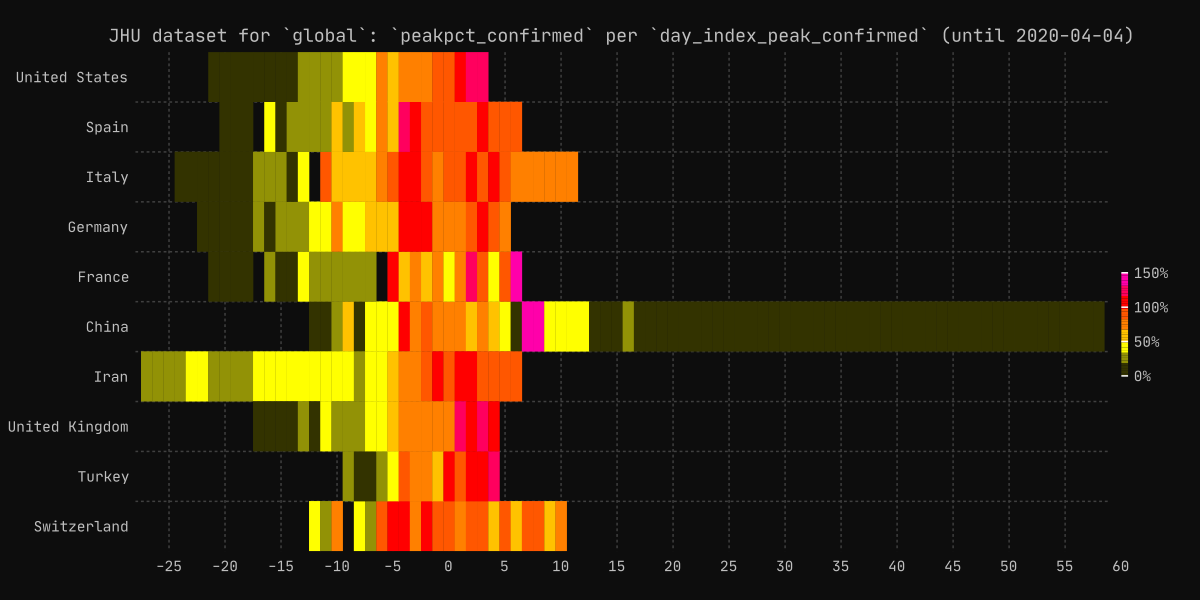 JHU dataset for `global`: `peakpct_confirmed` per `day_index_peak_confirmed` (until 2020-04-04)
United States
Spain
Italy
Germany
France
China
Iran
United Kingdom
Turkey
Switzerland
150%
100%
50%
0%
-25 -20 -15 -10 -5 0 5 10 15 20 25 30 35 40 45 50 55 60